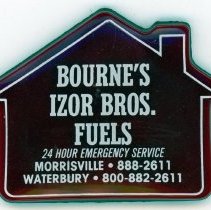 BOURNE'S
IZOR BROS.
FUELS
24 HOUR EMERGENCY SERVICE
MORRISVILLE • 888-2611
WATERBURY • 800-882-2611